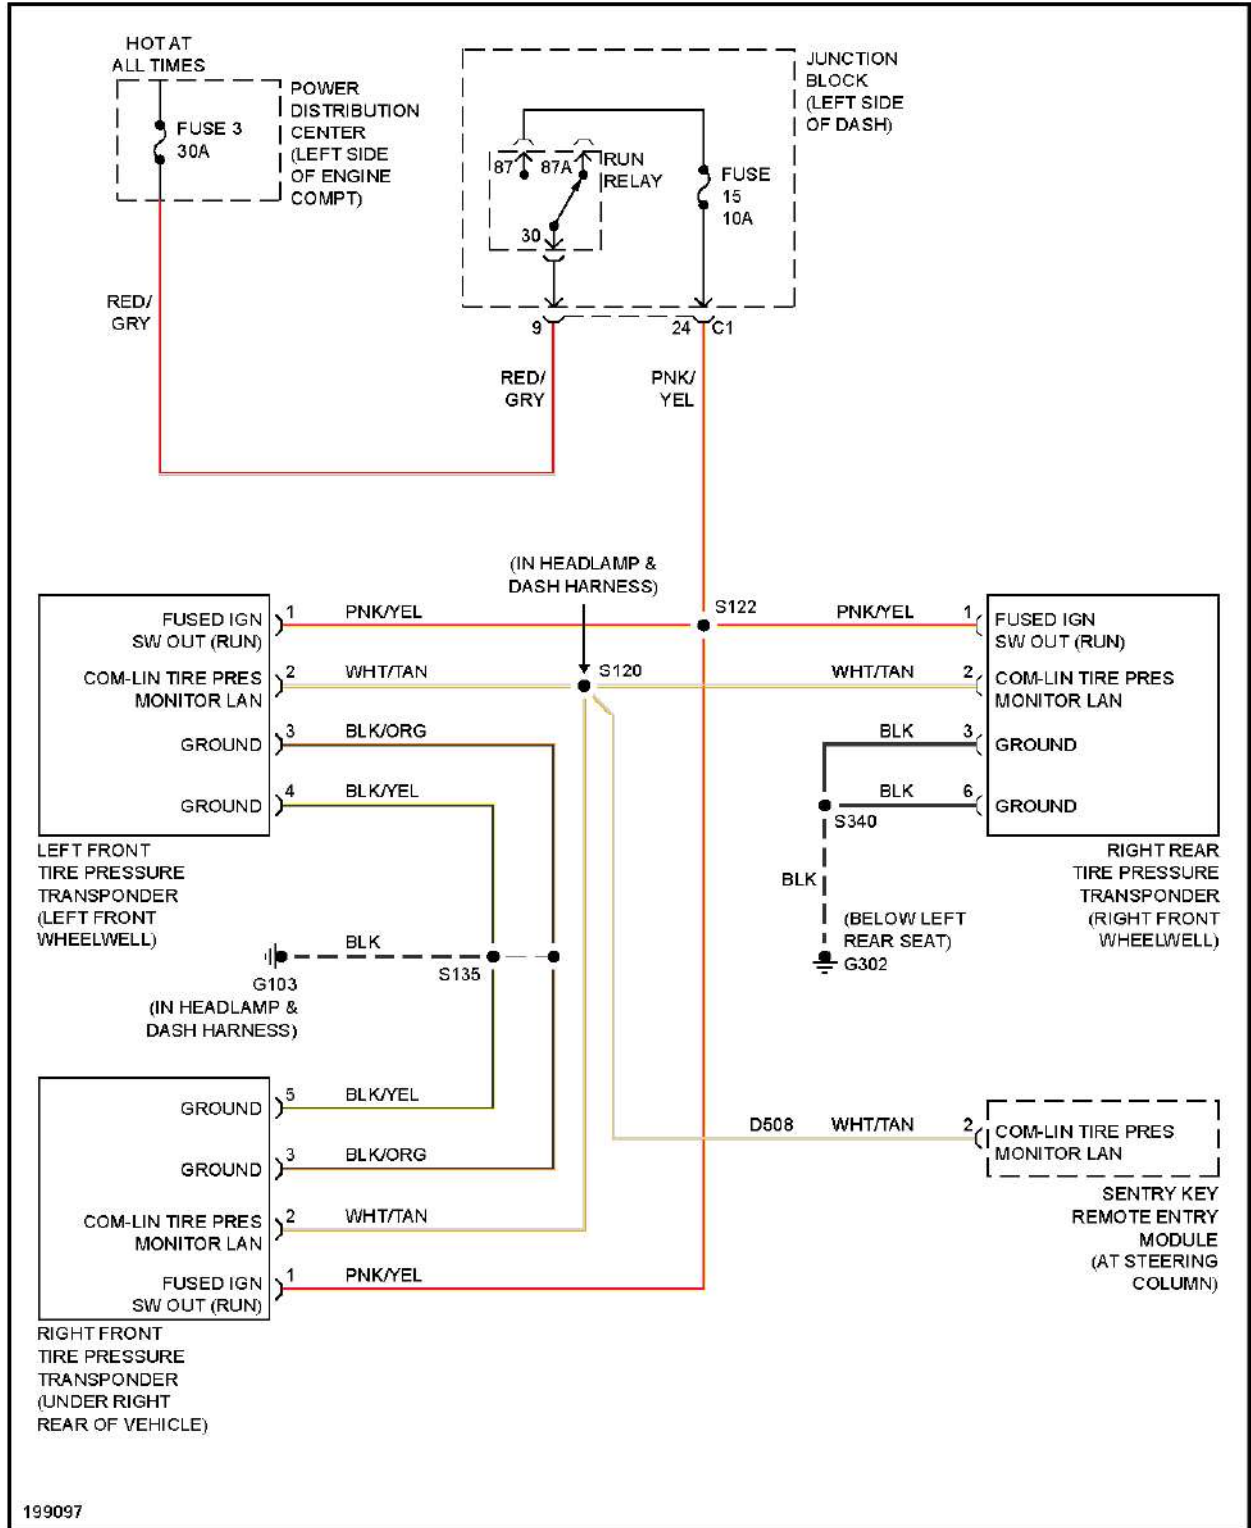 HOT AT
ALL TIMES
FUSE 3
30A
POWER
DISTRIBUTION
CENTER
(LEFT SIDE
OF ENGINE
COMPT)
JUNCTION
BLOCK
(LEFT SIDE
OF DASH)
87
87A
RUN
RELAY
30
FUSE
15
10A
9
24
C1
RED/
GRY
RED/
GRY
PNK/
YEL
(IN HEADLAMP &
DASH HARNESS)
S122
S120
FUSED IGN
SW OUT (RUN)
1
PNK/YEL
COM-LIN TIRE PRES
MONITOR LAN
2
WHT/TAN
GROUND
3
BLK/ORG
GROUND
4
BLK/YEL
LEFT FRONT
TIRE PRESSURE
TRANSPONDER
(LEFT FRONT
WHEELWELL)
PNK/YEL
1
FUSED IGN
SW OUT (RUN)
WHT/TAN
2
COM-LIN TIRE PRES
MONITOR LAN
BLK
3
GROUND
BLK
6
GROUND
S340
RIGHT REAR
TIRE PRESSURE
TRANSPONDER
(RIGHT FRONT
WHEELWELL)
BLK
(BELOW LEFT
REAR SEAT)
G302
BLK
S135
G103
(IN HEADLAMP &
DASH HARNESS)
GROUND
5
BLK/YEL
GROUND
3
BLK/ORG
COM-LIN TIRE PRES
MONITOR LAN
2
WHT/TAN
FUSED IGN
SW OUT (RUN)
1
PNK/YEL
RIGHT FRONT
TIRE PRESSURE
TRANSPONDER
(UNDER RIGHT
REAR OF VEHICLE)
D508
WHT/TAN
2
COM-LIN TIRE PRES
MONITOR LAN
SENTRY KEY
REMOTE ENTRY
MODULE
(AT STEERING
COLUMN)
199097